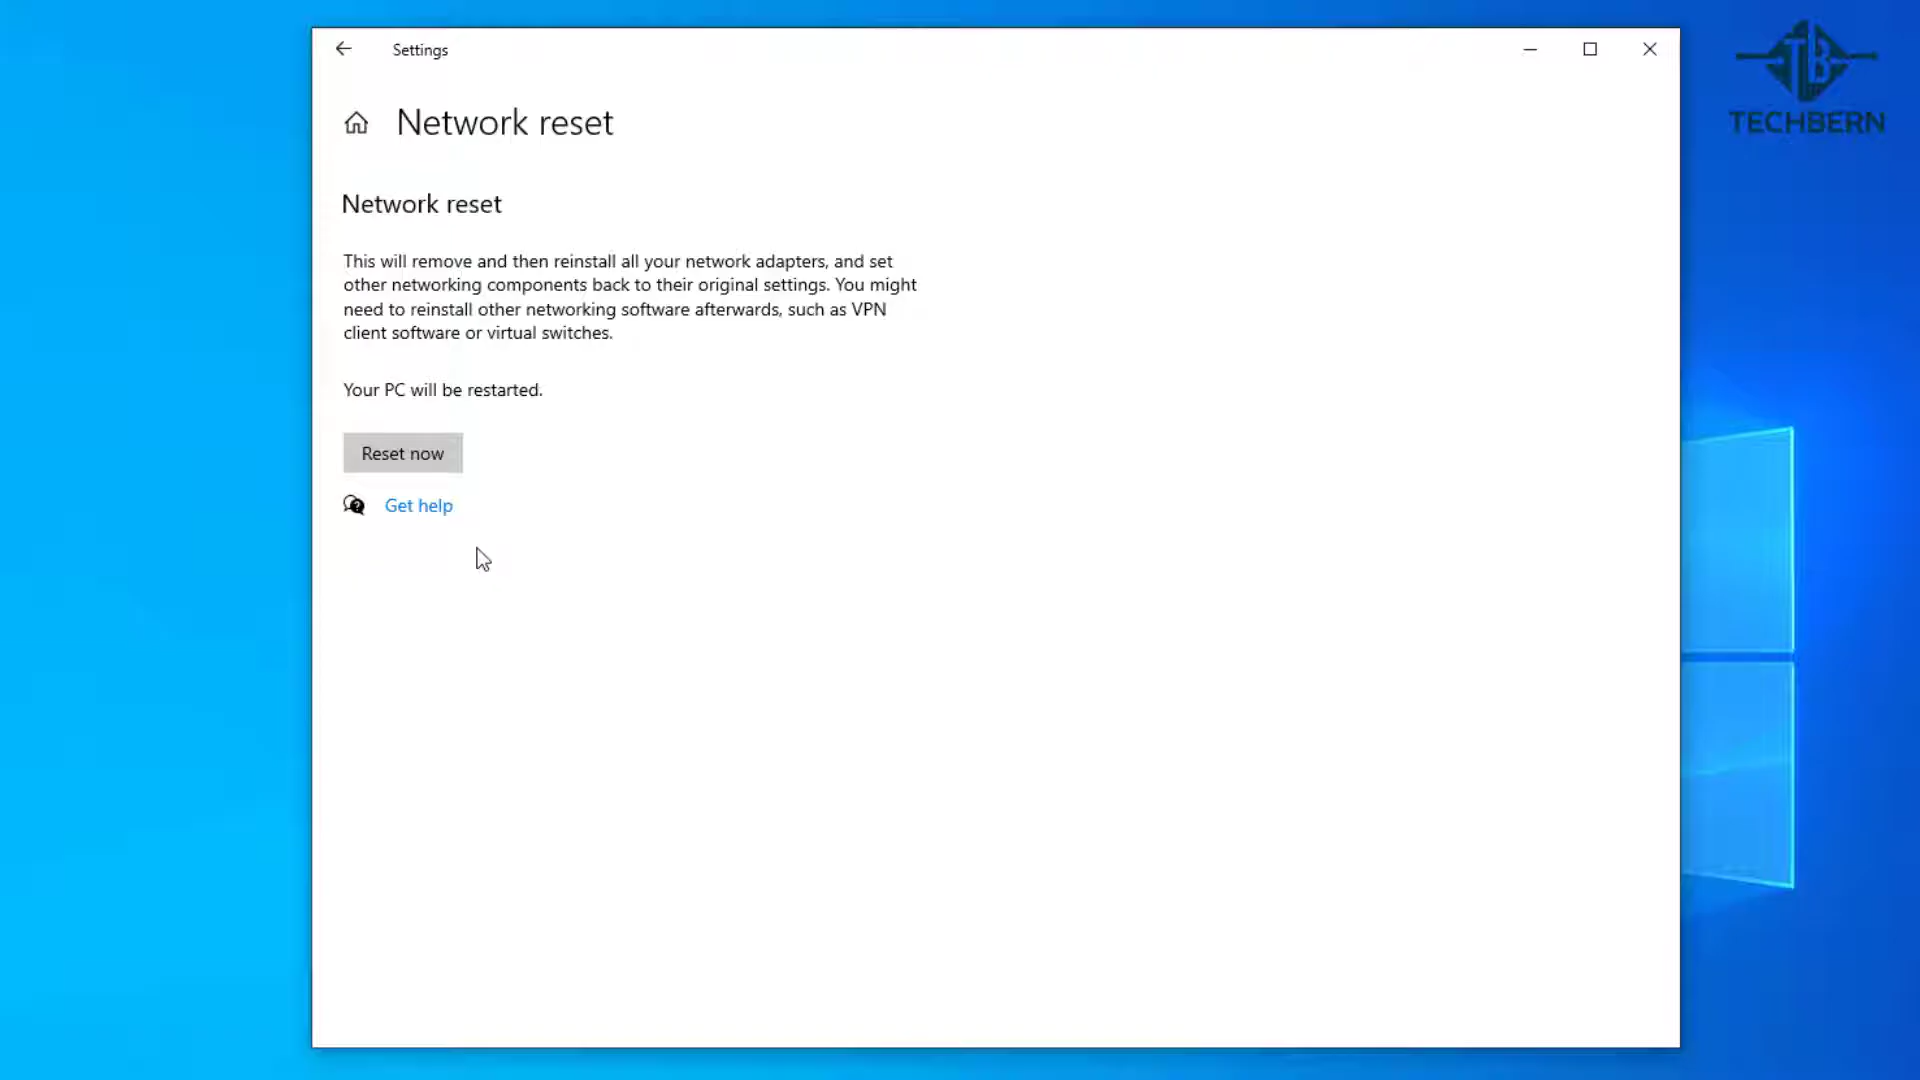 Settings
TB
TECHBERN
Network reset
Network reset
This will remove and then reinstall all your network adapters, and set
other networking components back to their original settings. You might
need to reinstall other networking software afterwards, such as VPN
client software or virtual switches.
Your PC will be restarted.
Reset now
Get help